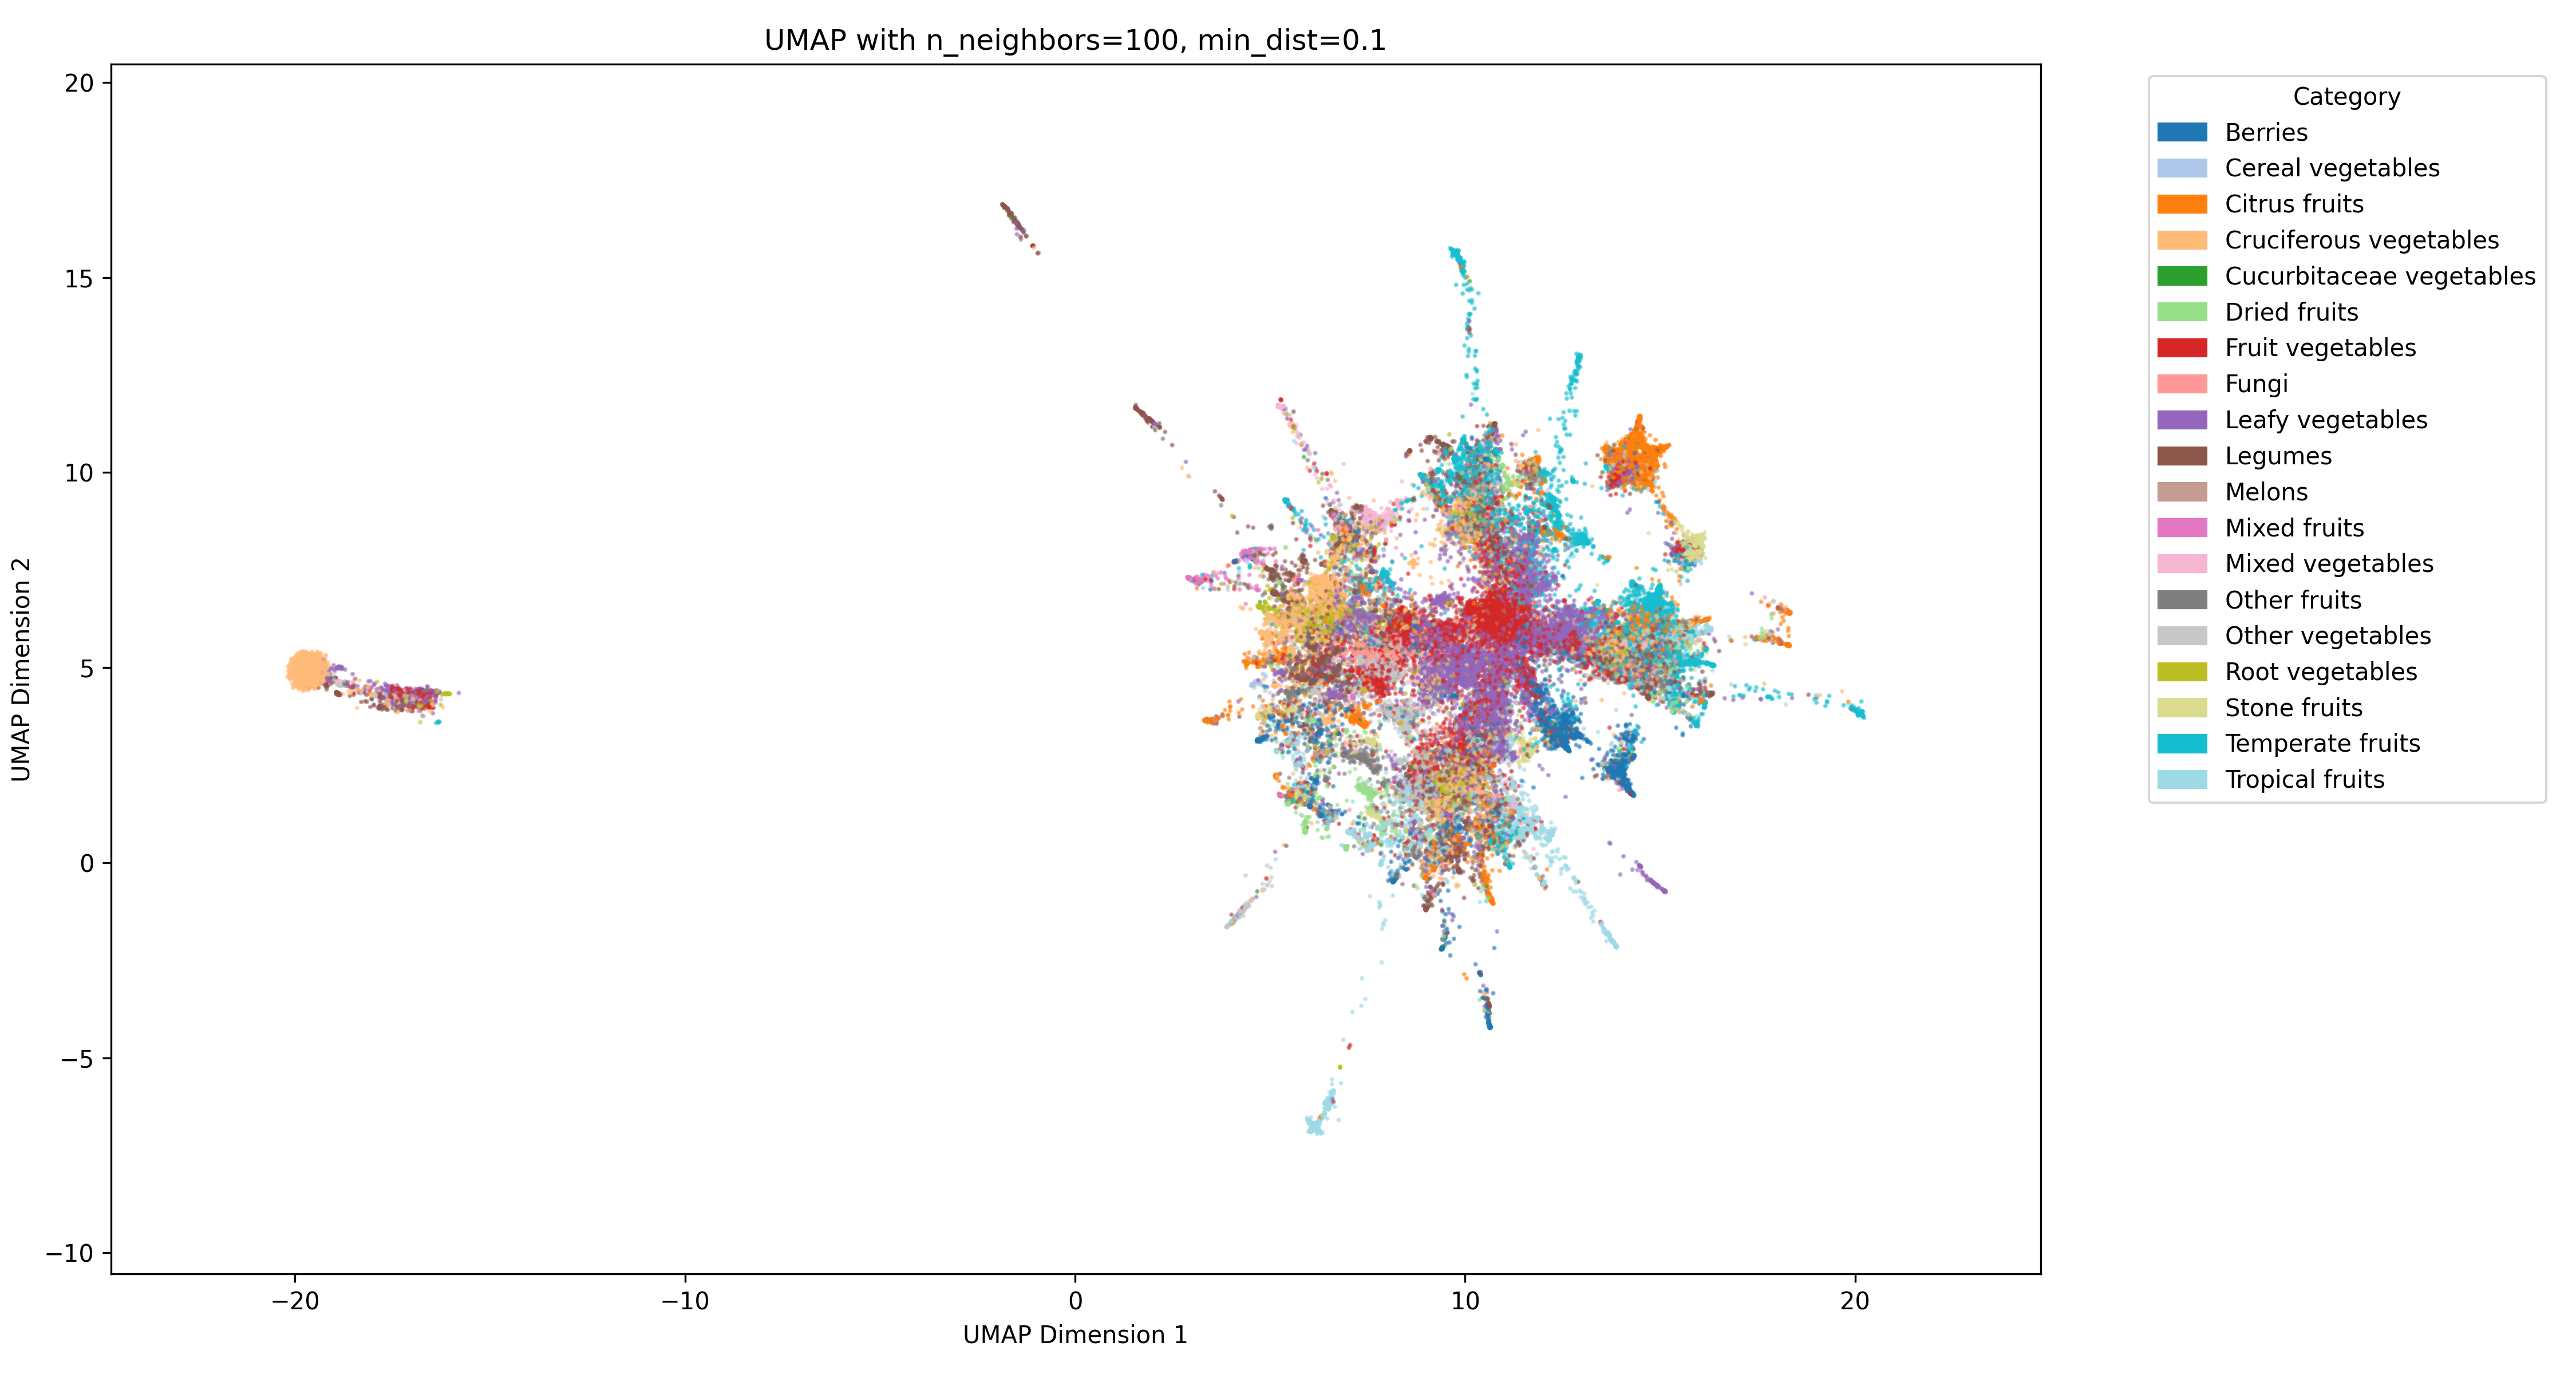 UMAP with n_neighbors=100, min_dist=0.1
20
15
10
5
0
−5
−10
UMAP Dimension 2
−20
−10
0
10
20
UMAP Dimension 1
Category
Berries
Cereal vegetables
Citrus fruits
Cruciferous vegetables
Cucurbitaceae vegetables
Dried fruits
Fruit vegetables
Fungi
Leafy vegetables
Legumes
Melons
Mixed fruits
Mixed vegetables
Other fruits
Other vegetables
Root vegetables
Stone fruits
Temperate fruits
Tropical fruits